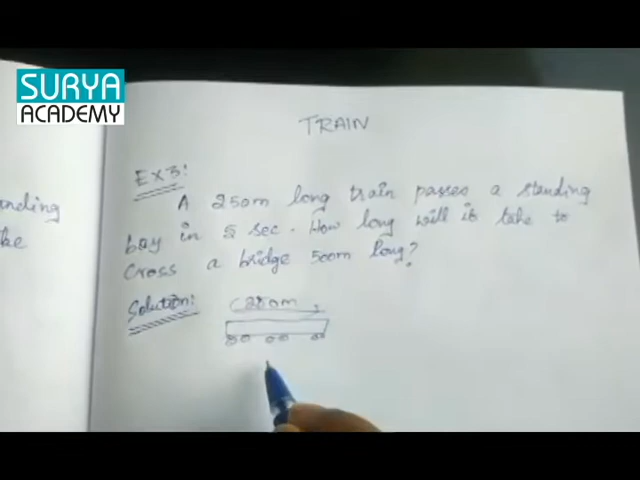 SURYA
ACADEMY
TRAIN
Ex3:
A 250m long train passes a standing
boy in 5 sec. How long will it take to
cross a bridge 500m long?
Solution:
250m
anding
ke